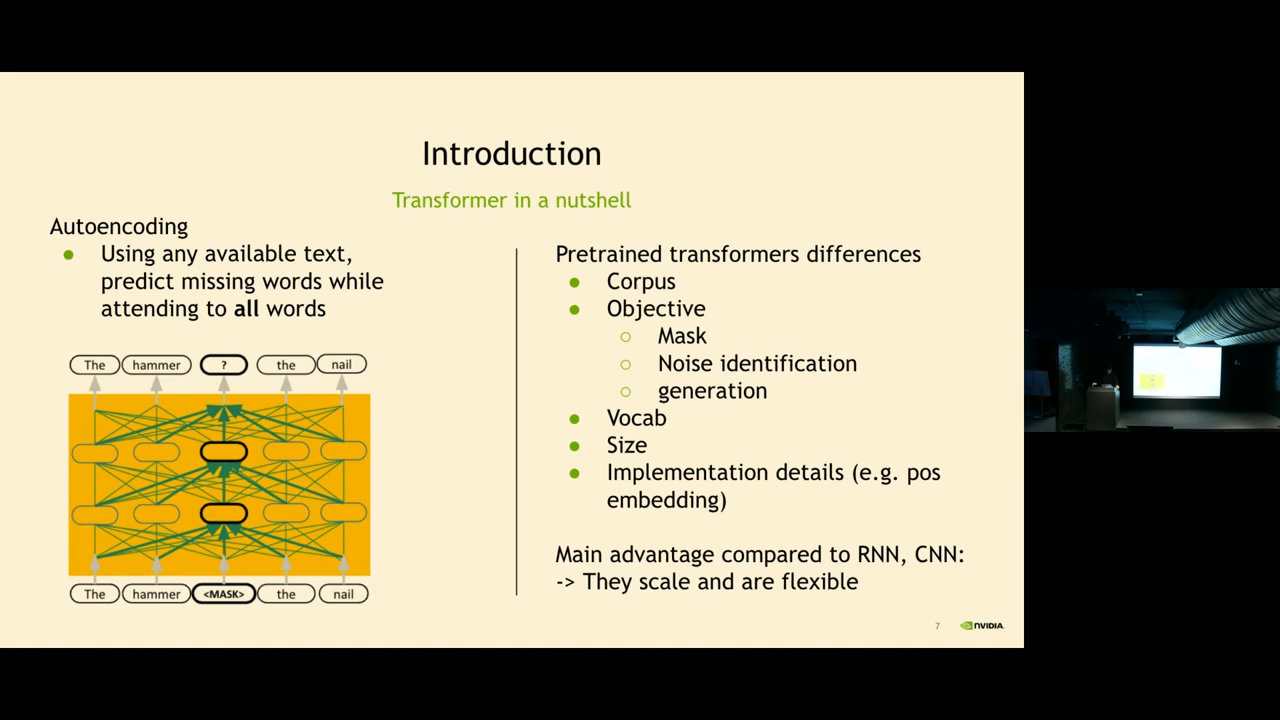 Introduction
Transformer in a nutshell
Autoencoding
● Using any available text,
predict missing words while
attending to all words
The hammer ? the nail
The hammer <MASK> the nail
Pretrained transformers differences
● Corpus
● Objective
○ Mask
○ Noise identification
○ generation
● Vocab
● Size
● Implementation details (e.g. pos
embedding)
Main advantage compared to RNN, CNN:
-> They scale and are flexible
7
NVIDIA.